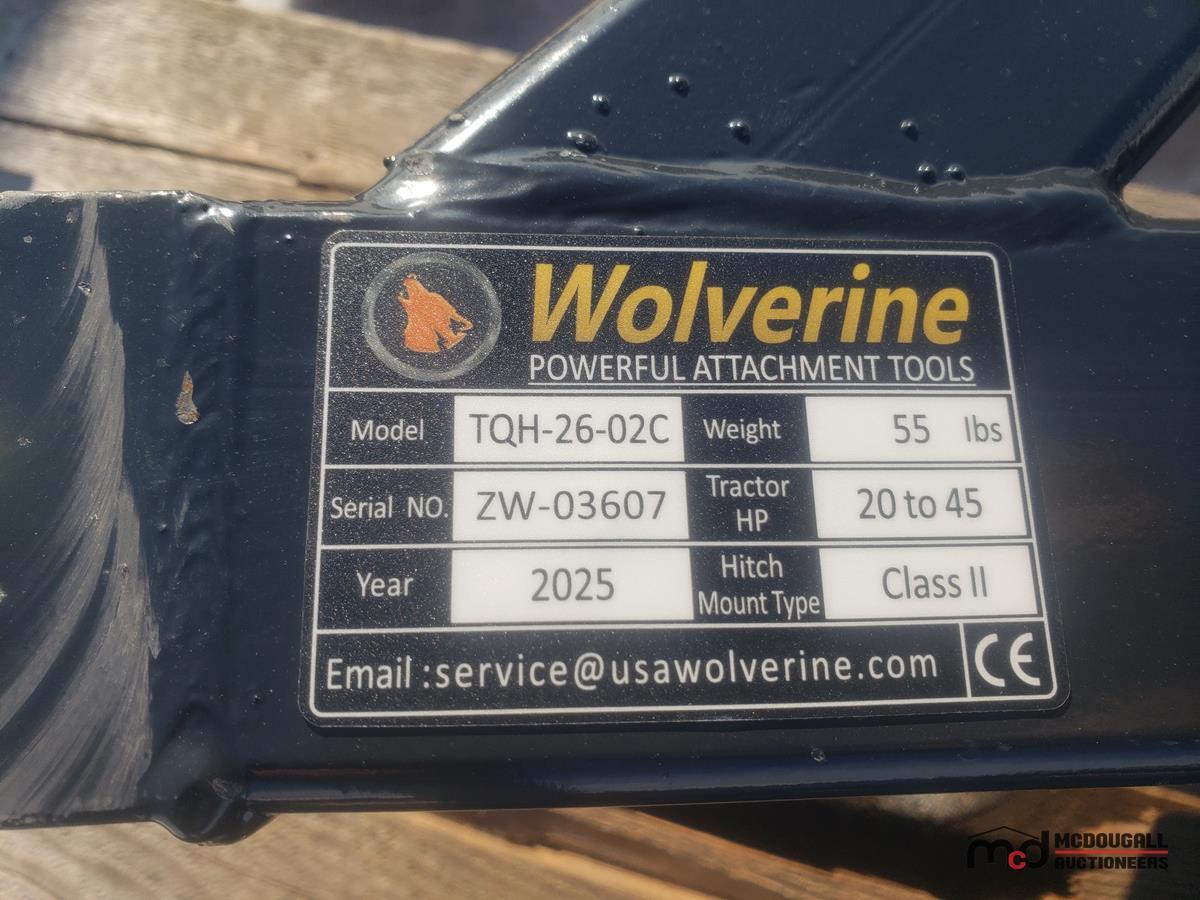 Wolverine
POWERFUL ATTACHMENT TOOLS
Model TQH-26-02C Weight 55 lbs
Serial NO. ZW-03607 Tractor HP 20 to 45
Year 2025 Hitch Mount Type Class II
Email :service@usawolverine.com CE
mcd MCDOUGALL
AUCTIONEERS